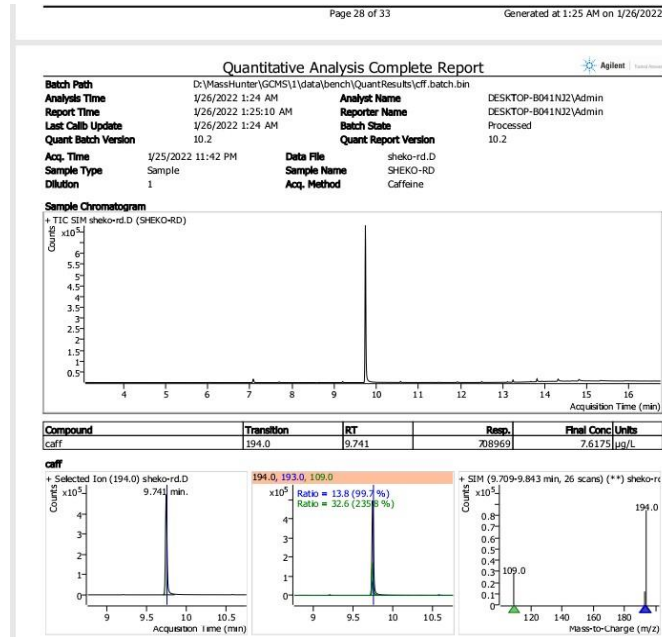 Page 28 of 33 Generated at 1:25 AM on 1/26/2022
Quantitative Analysis Complete Report
Agilent
Batch Path D:\MassHunter\GCMS\1\data\bench\QuantResults\cff.batch.bin
Analysis Time 1/26/2022 1:24 AM Analyst Name DESKTOP-B041NJ2\Admin
Report Time 1/26/2022 1:25:10 AM Reporter Name DESKTOP-B041NJ2\Admin
Last Calib Update 1/26/2022 1:24 AM Batch State Processed
Quant Batch Version 10.2 Quant Report Version 10.2
Acq. Time 1/25/2022 11:42 PM Data File sheko-rd.D
Sample Type Sample Sample Name SHEKO-RD
Dilution 1 Acq. Method Caffeine
Sample Chromatogram
+ TIC SIM sheko-rd.D (SHEKO-RD)
Counts x10 5
6
5.5
5
4.5
4
3.5
3
2.5
2
1.5
1
0.5
4 5 6 7 8 9 10 11 12 13 14 15 16
Acquisition Time (min)
Compound Transition RT Resp. Final Conc Units
caff 194.0 9.741 708969 7.6175 µg/L
caff
+ Selected Ion (194.0) sheko-rd.D
Counts x10 5
9.741 min.
4
3
2
1
0
9 9.5 10 10.5
Acquisition Time (min)
194.0, 193.0, 109.0
x10 5
Ratio = 13.8 (99.7 %)
Ratio = 32.6 (235.8 %)
4
3
2
1
0
9 9.5 10 10.5
Acquisition Time (min)
+ SIM (9.709-9.843 min, 26 scans) (**) sheko-rd
Counts x10 5
194.0
0.8
0.7
0.6
0.5
0.4
0.3
0.2
0.1
0
109.0
120 140 160 180
Mass-to-Charge (m/z)